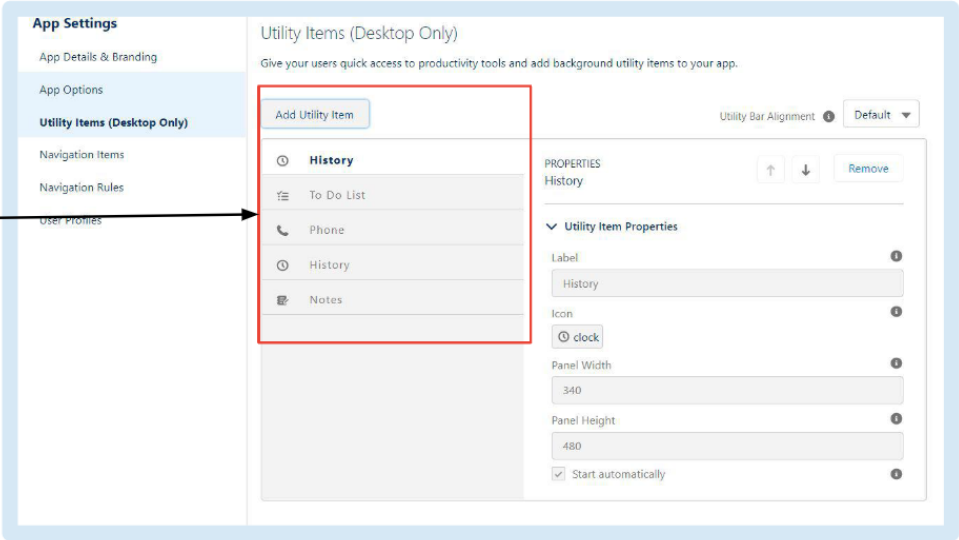 App Settings
App Details & Branding
App Options
Utility Items (Desktop Only)
Navigation Items
Navigation Rules
User Profiles
Utility Items (Desktop Only)
Give your users quick access to productivity tools and add background utility items to your app.
Add Utility Item
Utility Bar Alignment
Default
History
To Do List
Phone
History
Notes
PROPERTIES
History
Remove
Utility Item Properties
Label
History
Icon
clock
Panel Width
340
Panel Height
480
Start automatically